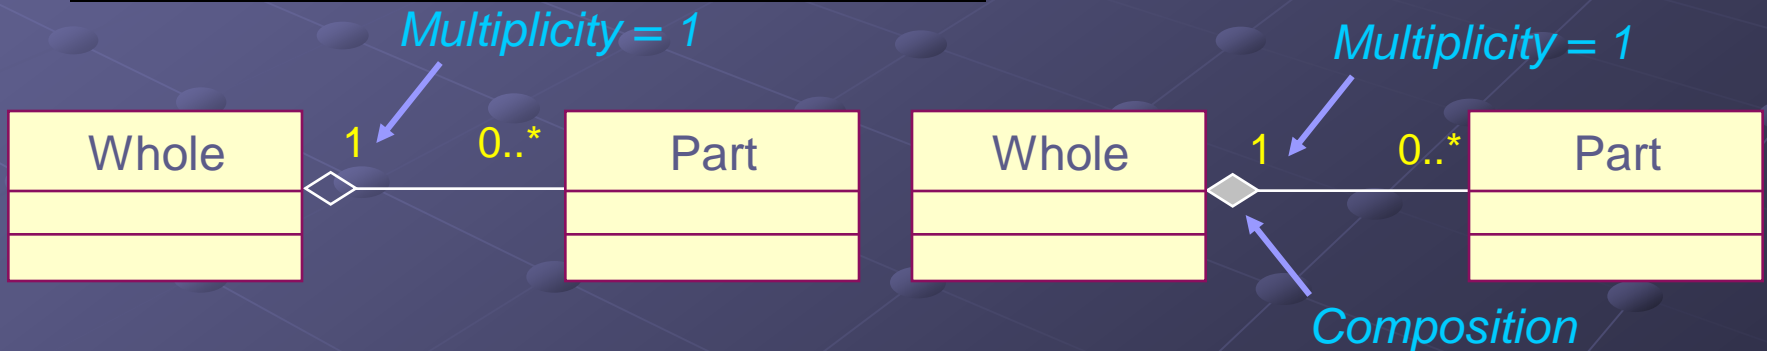 Multiplicity = 1
Multiplicity = 1
Whole 1 0..* Part
Whole 1 0..* Part
Composition